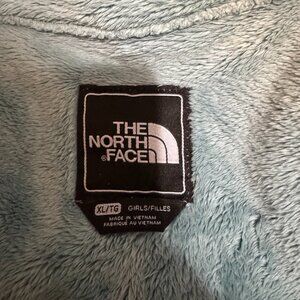 THE
NORTH
®FACE
XL/TG GIRLS/FILLES
MADE IN VIETNAM
FABRIQUÉ AU VIETNAM